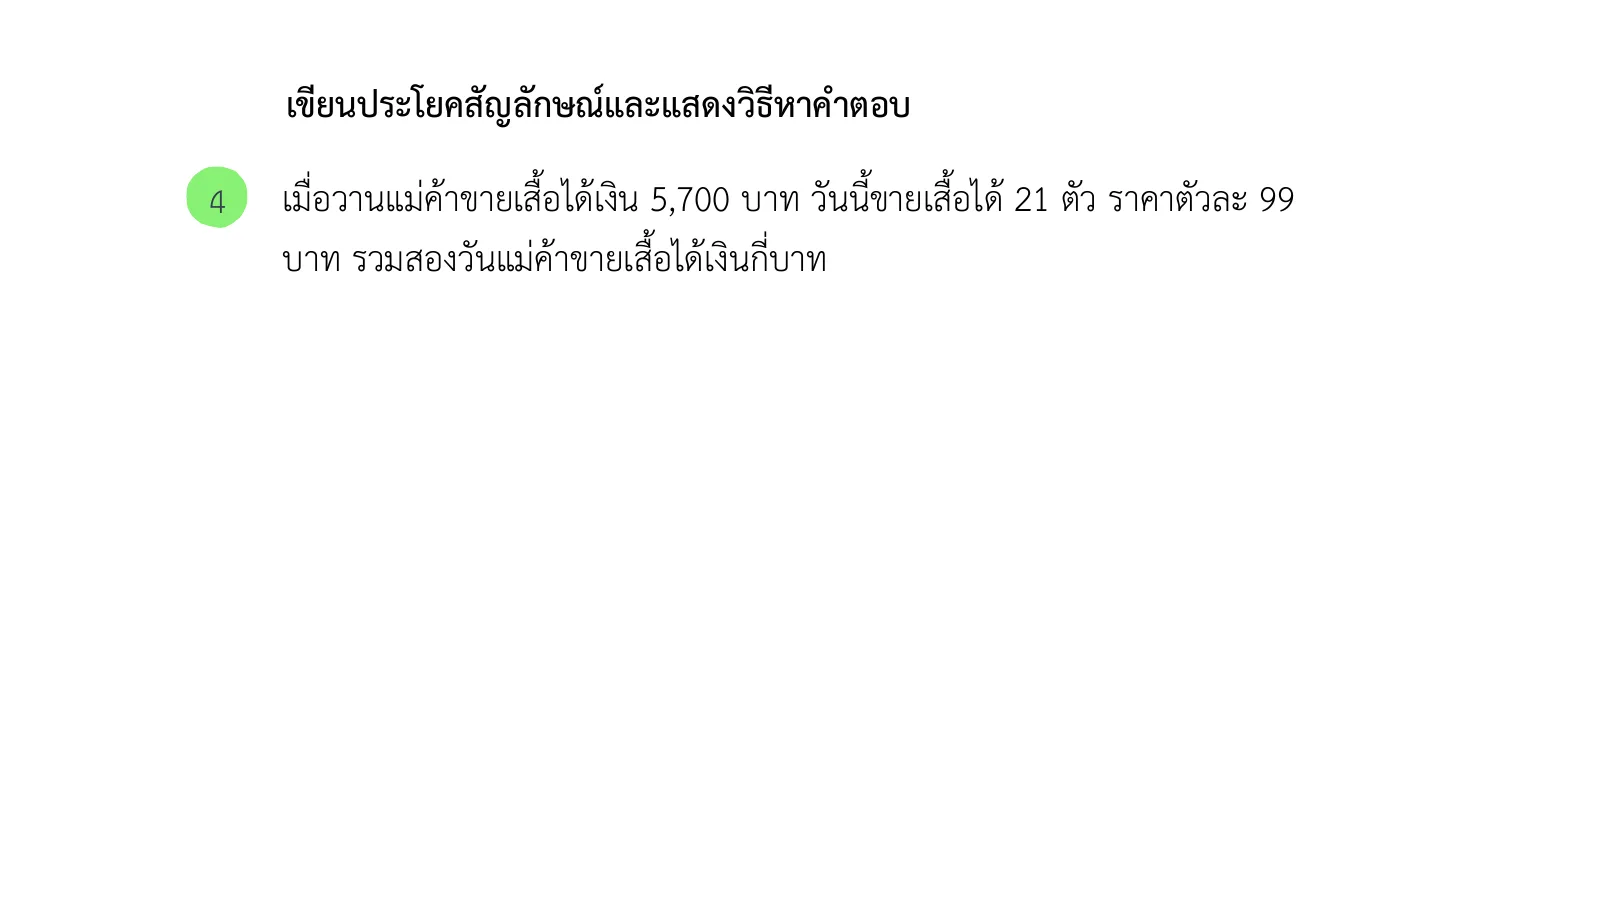 เขียนประโยคสัญลักษณ์และแสดงวิธีหาคำตอบ
4 เมื่อวานแม่ค้าขายเสื้อได้เงิน 5,700 บาท วันนี้ขายเสื้อได้ 21 ตัว ราคาตัวละ 99
บาท รวมสองวันแม่ค้าขายเสื้อได้เงินกี่บาท